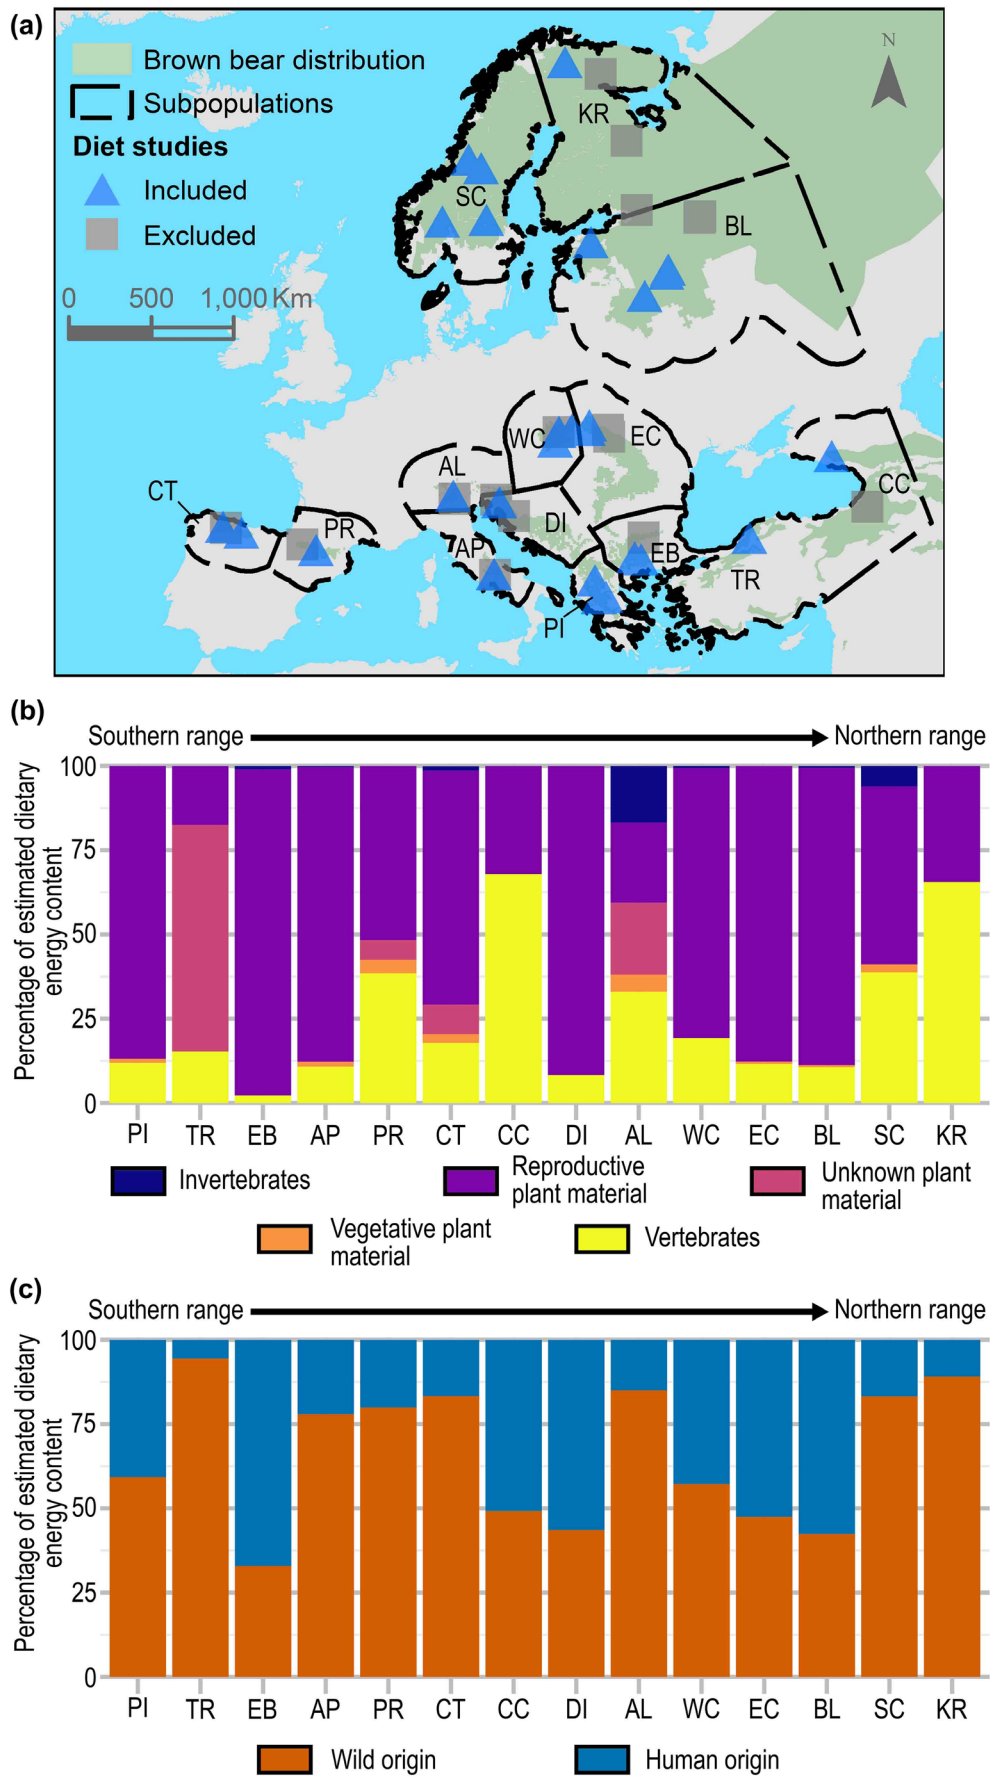 (a)
Brown bear distribution
Subpopulations
Diet studies
Included
Excluded
0 500 1,000 Km
N
KR
SC
BL
WC
EC
AL
CT
PR
DI
CC
AP
EB
TR
PI
(b)
Southern range
Northern range
Percentage of estimated dietary
energy content
100
75
50
25
0
PI TR EB AP PR CT CC DI AL WC EC BL SC KR
Invertebrates
Reproductive
plant material
Unknown plant
material
Vegetative plant
material
Vertebrates
(c)
Southern range
Northern range
Percentage of estimated dietary
energy content
100
75
50
25
0
PI TR EB AP PR CT CC DI AL WC EC BL SC KR
Wild origin
Human origin